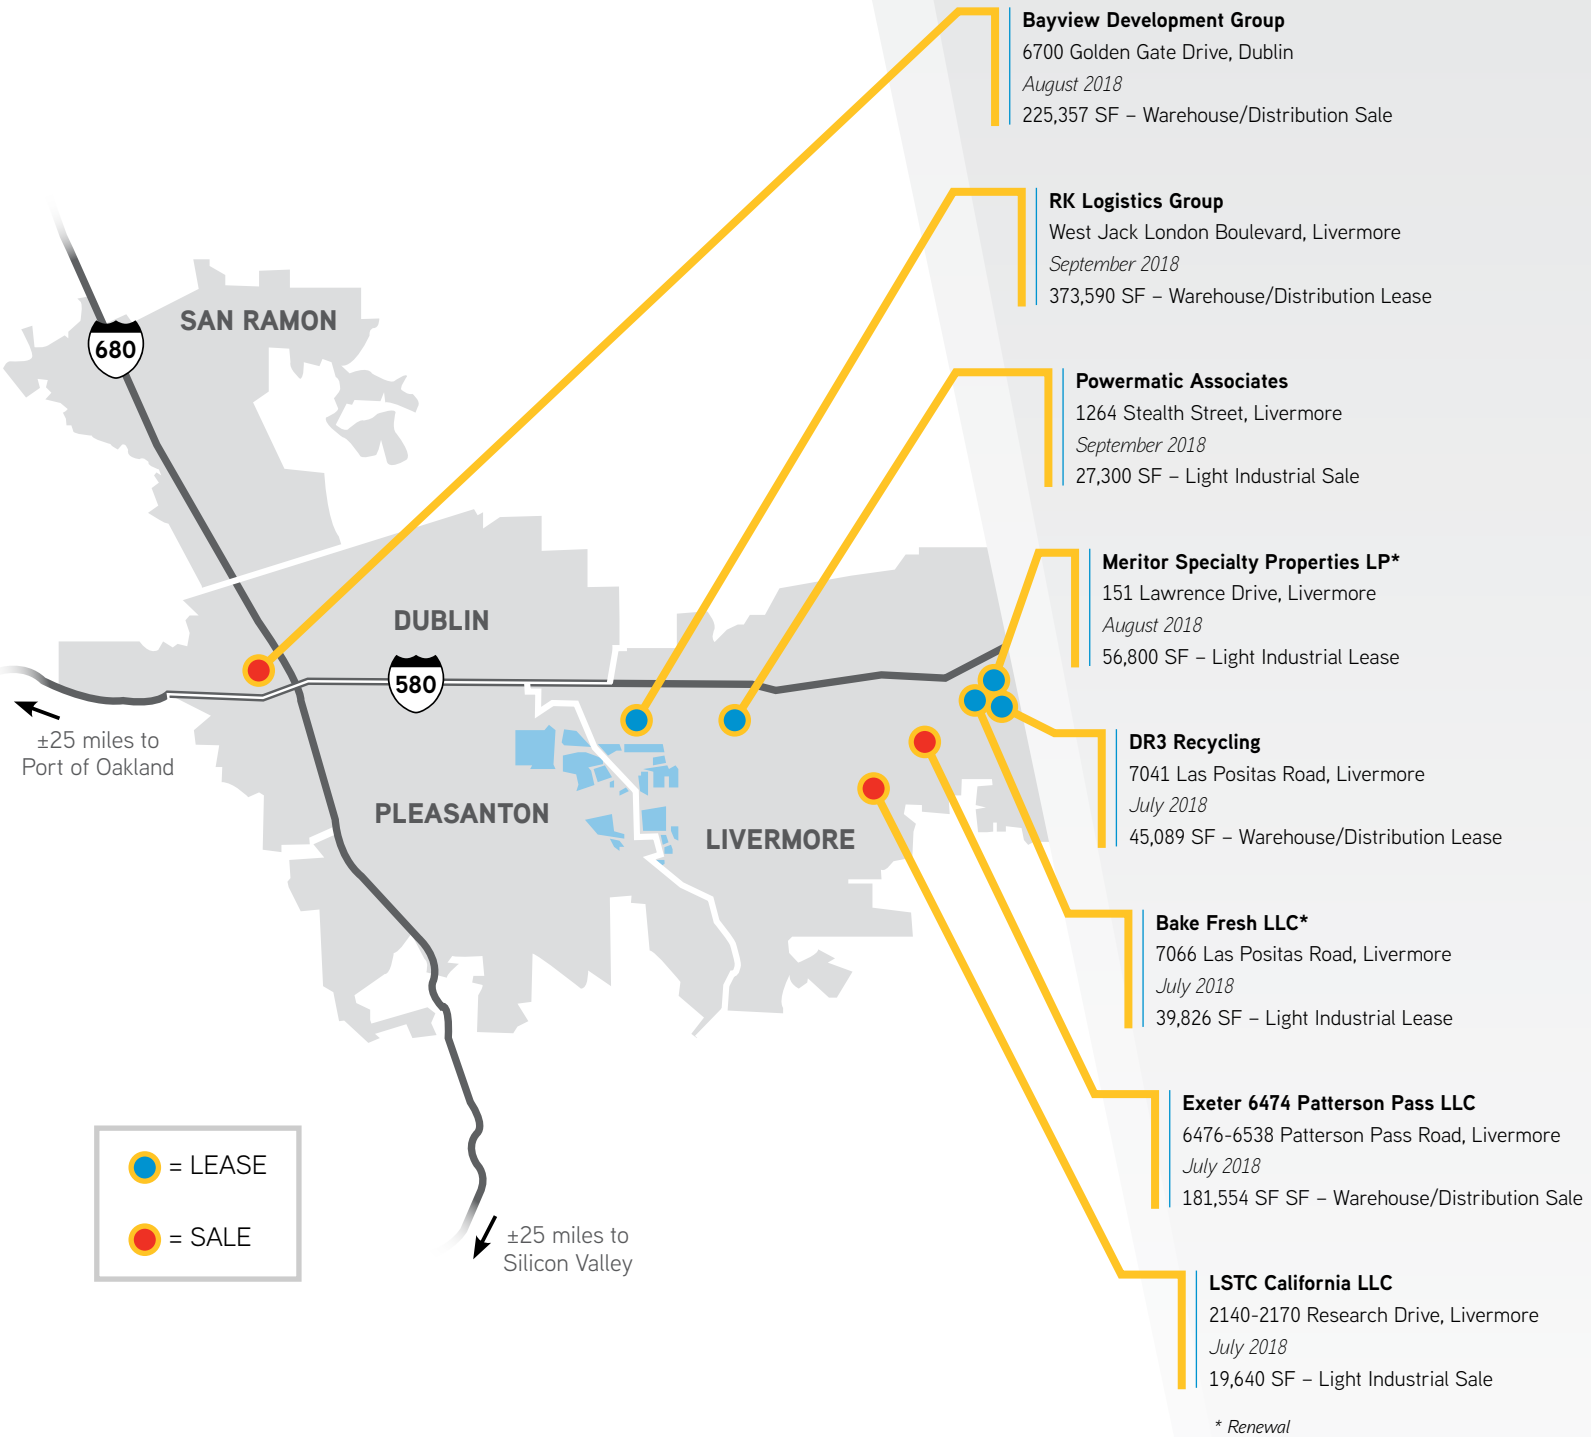 Bayview Development Group
6700 Golden Gate Drive, Dublin
August 2018
225,357 SF – Warehouse/Distribution Sale
RK Logistics Group
West Jack London Boulevard, Livermore
September 2018
373,590 SF – Warehouse/Distribution Lease
Powermatic Associates
1264 Stealth Street, Livermore
September 2018
27,300 SF – Light Industrial Sale
Meritor Specialty Properties LP*
151 Lawrence Drive, Livermore
August 2018
56,800 SF – Light Industrial Lease
DR3 Recycling
7041 Las Positas Road, Livermore
July 2018
45,089 SF – Warehouse/Distribution Lease
Bake Fresh LLC*
7066 Las Positas Road, Livermore
July 2018
39,826 SF – Light Industrial Lease
Exeter 6474 Patterson Pass LLC
6476-6538 Patterson Pass Road, Livermore
July 2018
181,554 SF SF – Warehouse/Distribution Sale
LSTC California LLC
2140-2170 Research Drive, Livermore
July 2018
19,640 SF – Light Industrial Sale
* Renewal
SAN RAMON
680
DUBLIN
580
±25 miles to
Port of Oakland
PLEASANTON
LIVERMORE
= LEASE
= SALE
±25 miles to
Silicon Valley